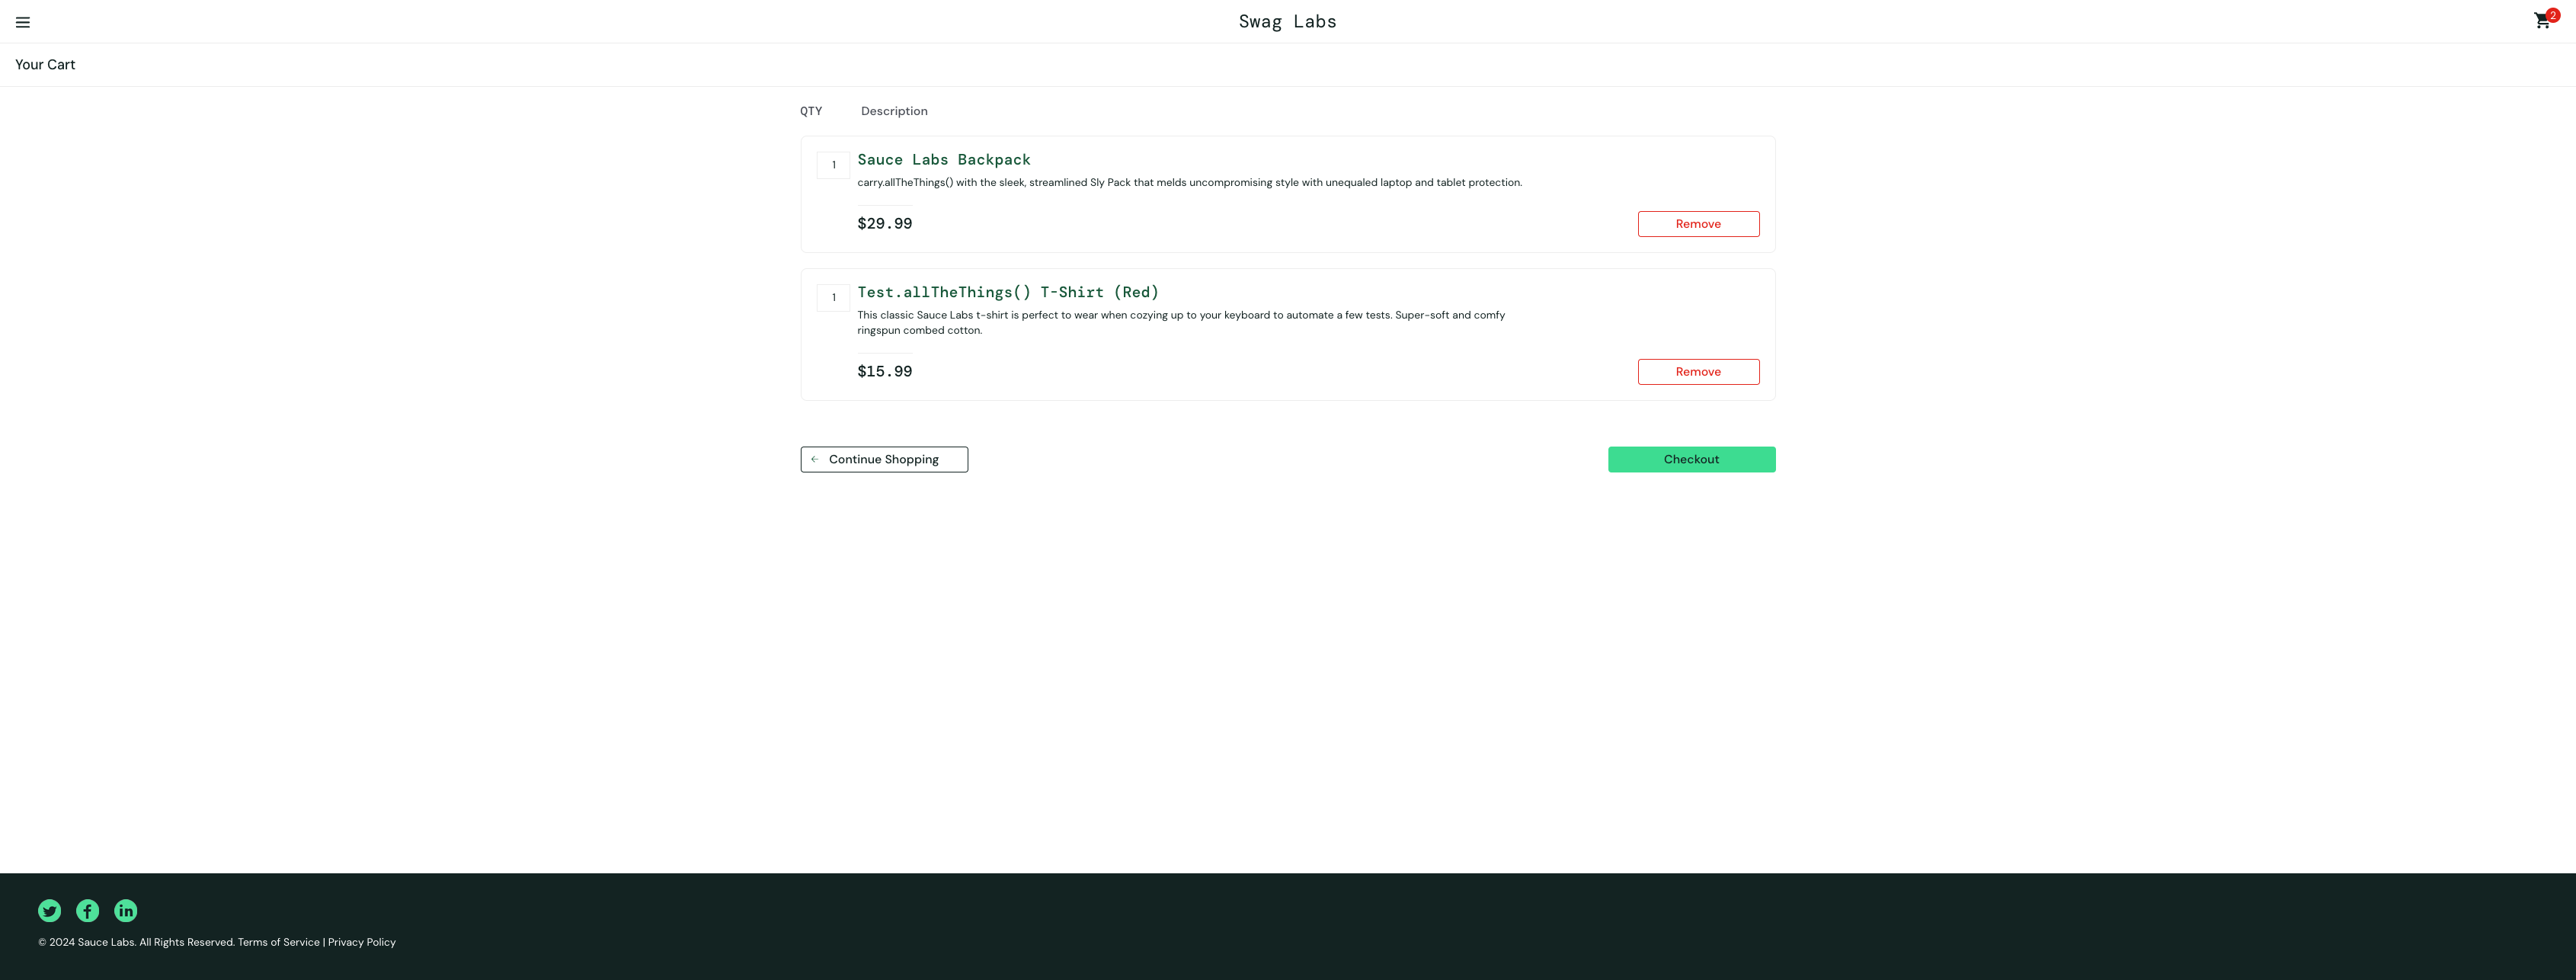 Swag Labs
2
Your Cart
QTY Description
1 Sauce Labs Backpack
carry.allTheThings() with the sleek, streamlined Sly Pack that melds uncompromising style with unequaled laptop and tablet protection.
$29.99 Remove
1 Test.allTheThings() T-Shirt (Red)
This classic Sauce Labs t-shirt is perfect to wear when cozying up to your keyboard to automate a few tests. Super-soft and comfy
ringspun combed cotton.
$15.99 Remove
Continue Shopping Checkout
© 2024 Sauce Labs. All Rights Reserved. Terms of Service | Privacy Policy